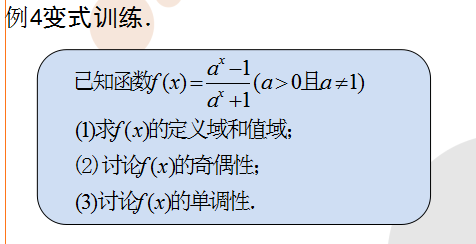 例4变式训练.
已知函数f(x)=\frac{a^x-1}{a^x+1}(a>0且a≠1)
(1)求f(x)的定义域和值域;
(2)讨论f(x)的奇偶性;
(3)讨论f(x)的单调性.